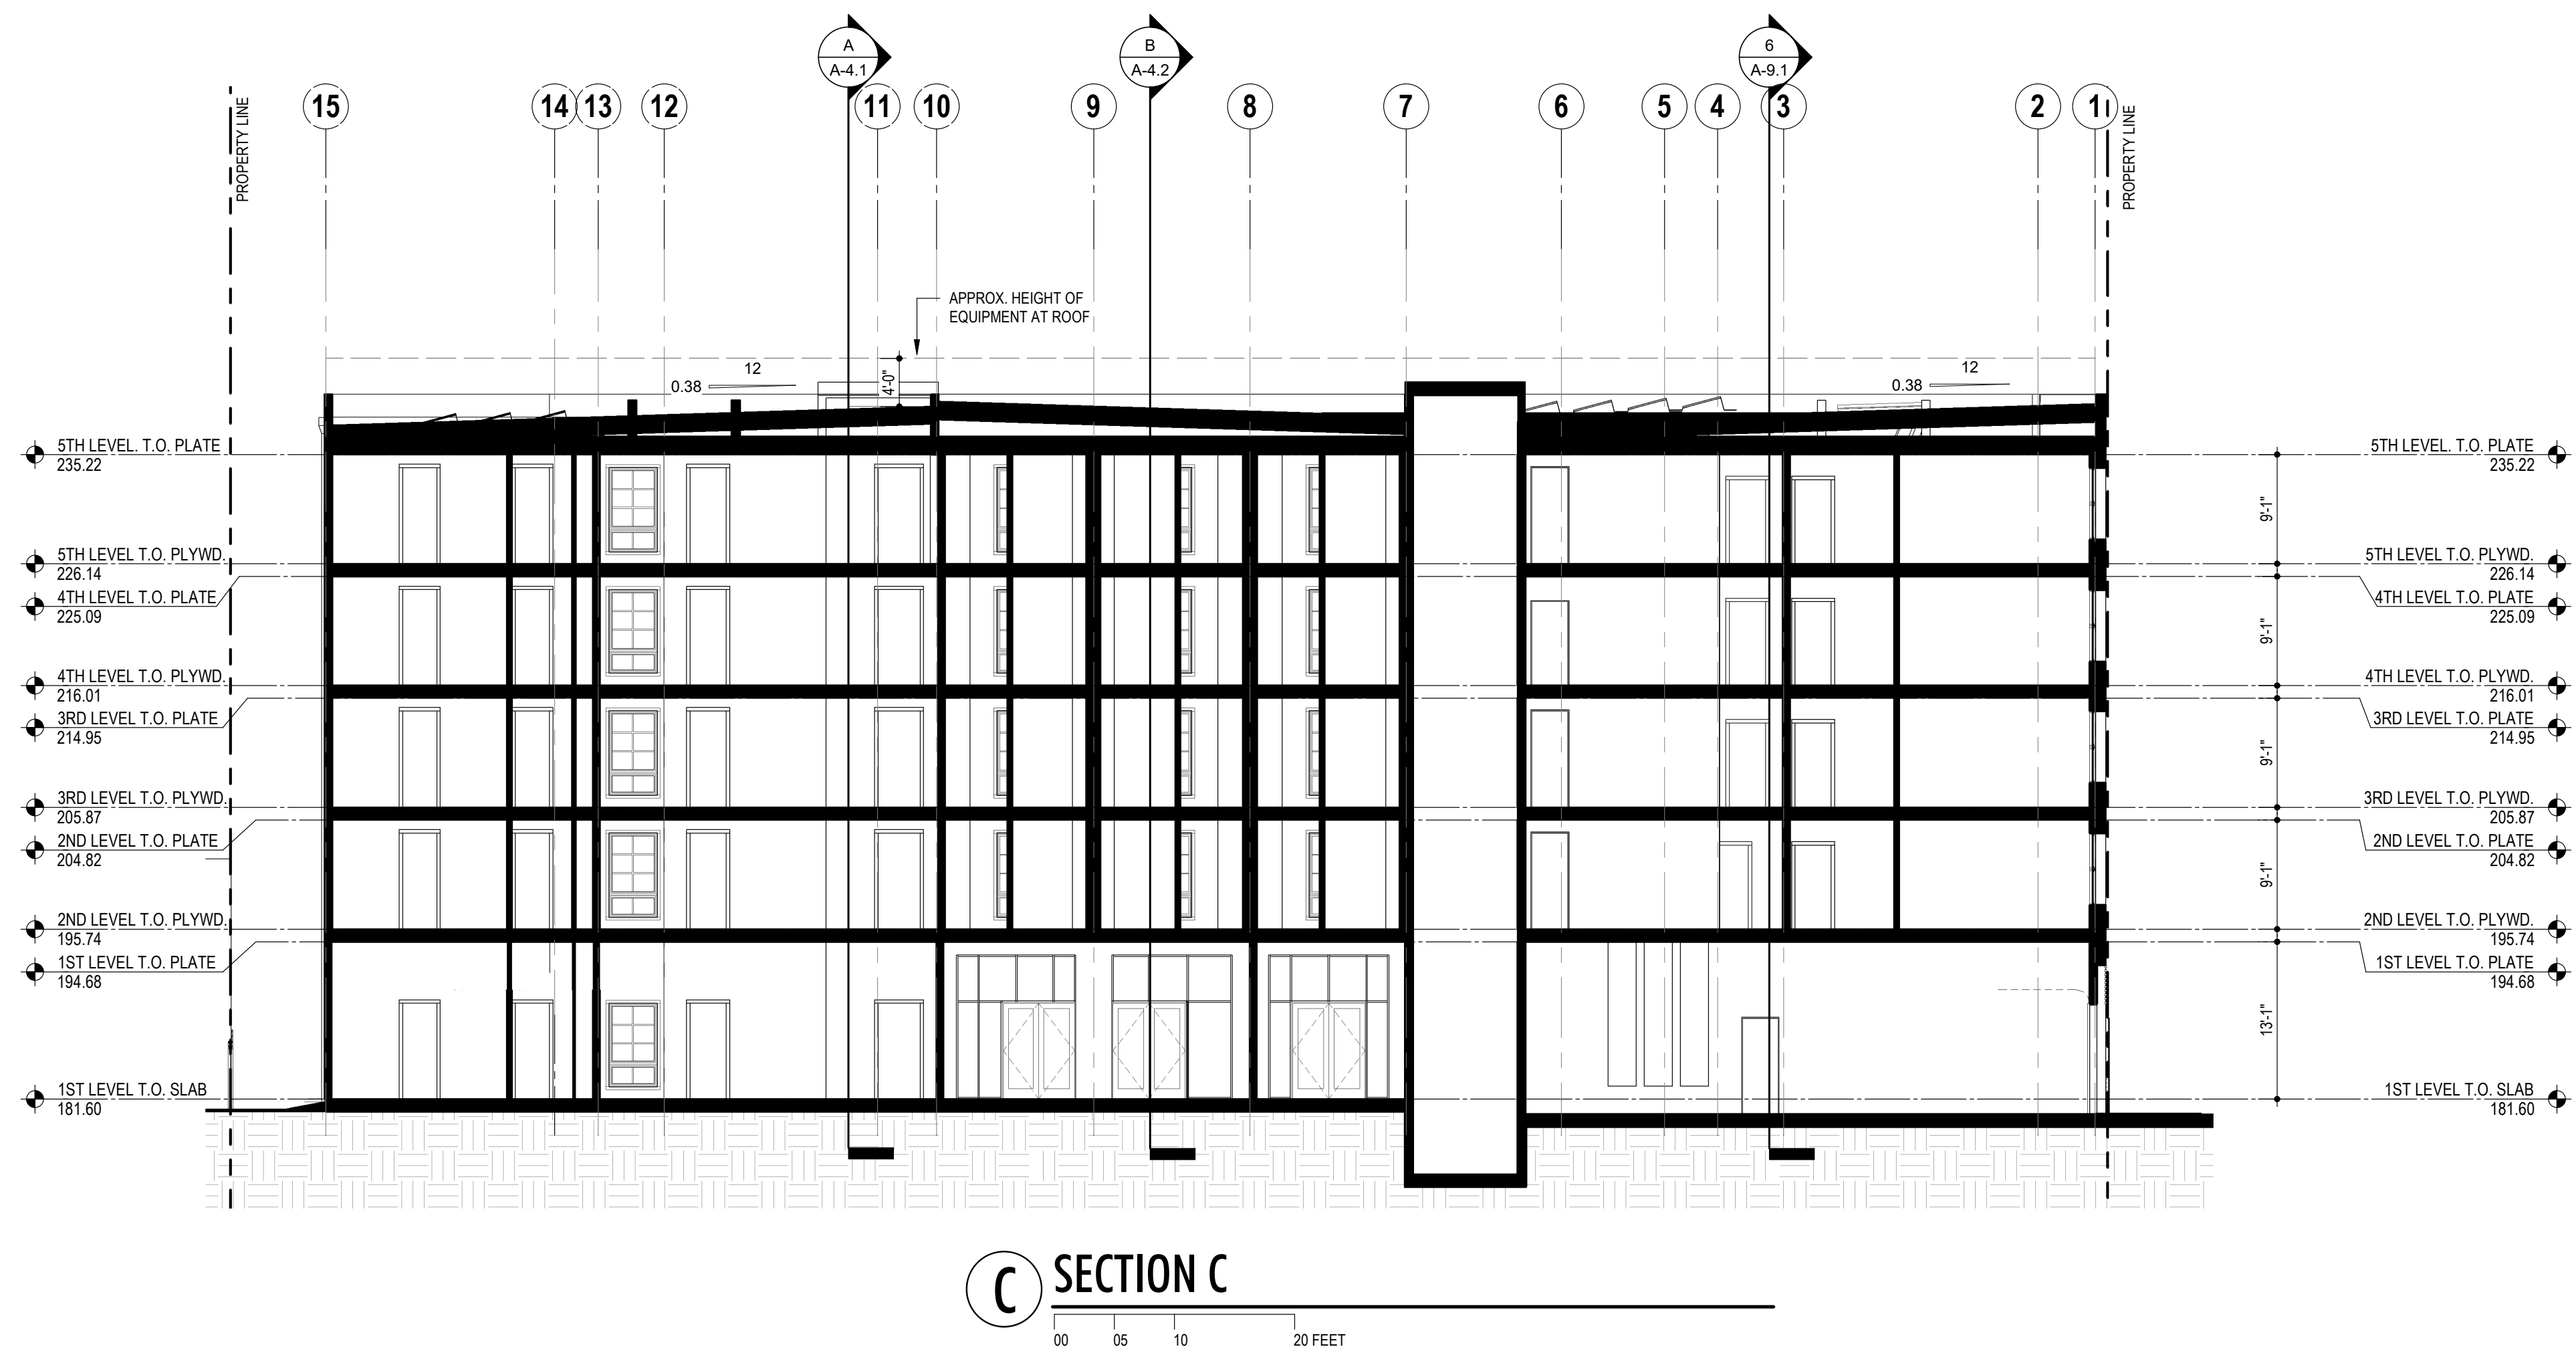 A
A-4.1
B
A-4.2
6
A-9.1
15
14
13
12
11
10
9
8
7
6
5
4
3
2
1
PROPERTY LINE
PROPERTY LINE
APPROX. HEIGHT OF
EQUIPMENT AT ROOF
12
0.38
4'-0"
12
0.38
5TH LEVEL. T.O. PLATE
235.22
5TH LEVEL T.O. PLYWD.
226.14
4TH LEVEL T.O. PLATE
225.09
4TH LEVEL T.O. PLYWD.
216.01
3RD LEVEL T.O. PLATE
214.95
3RD LEVEL T.O. PLYWD.
205.87
2ND LEVEL T.O. PLATE
204.82
2ND LEVEL T.O. PLYWD.
195.74
1ST LEVEL T.O. PLATE
194.68
1ST LEVEL T.O. SLAB
181.60
9'-1"
9'-1"
9'-1"
9'-1"
13'-1"
5TH LEVEL. T.O. PLATE
235.22
5TH LEVEL T.O. PLYWD.
226.14
4TH LEVEL T.O. PLATE
225.09
4TH LEVEL T.O. PLYWD.
216.01
3RD LEVEL T.O. PLATE
214.95
3RD LEVEL T.O. PLYWD.
205.87
2ND LEVEL T.O. PLATE
204.82
2ND LEVEL T.O. PLYWD.
195.74
1ST LEVEL T.O. PLATE
194.68
1ST LEVEL T.O. SLAB
181.60
C
SECTION C
00 05 10 20 FEET